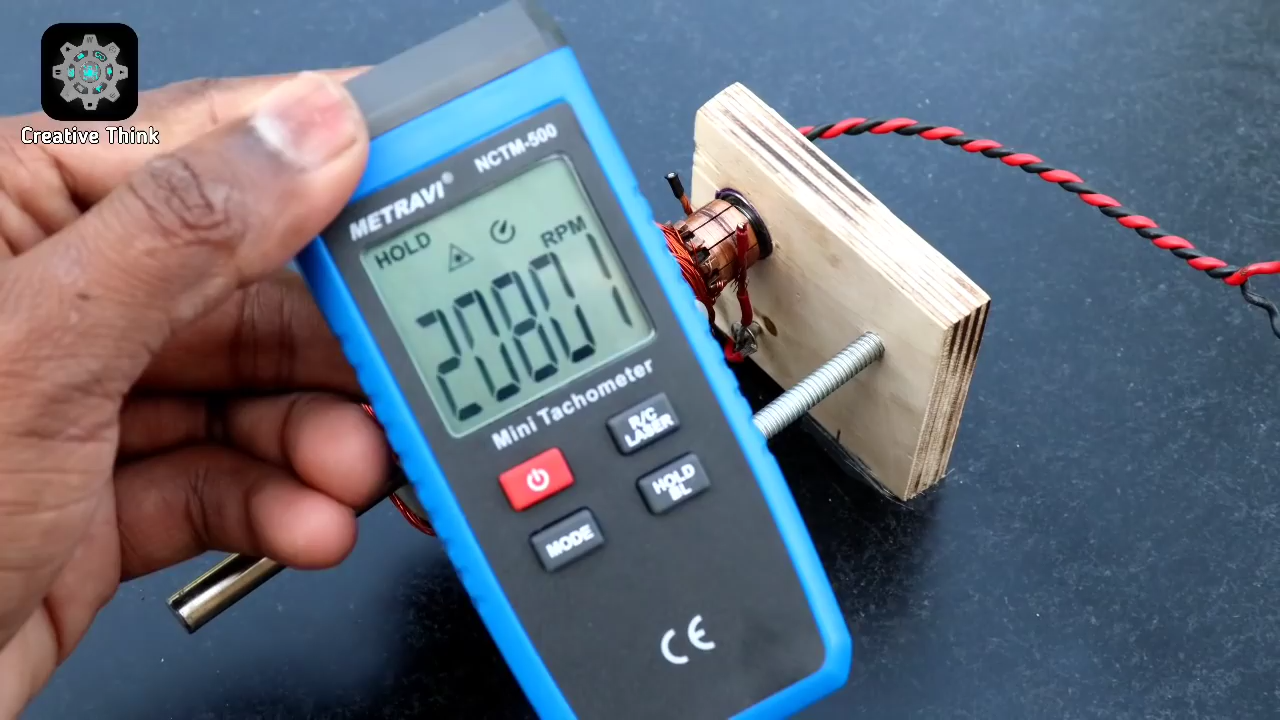 Creative Think
METRAVI® NCTM-500
HOLD RPM
20801
Mini Tachometer
R/C
LASER
HOLD
BL
MODE
CE